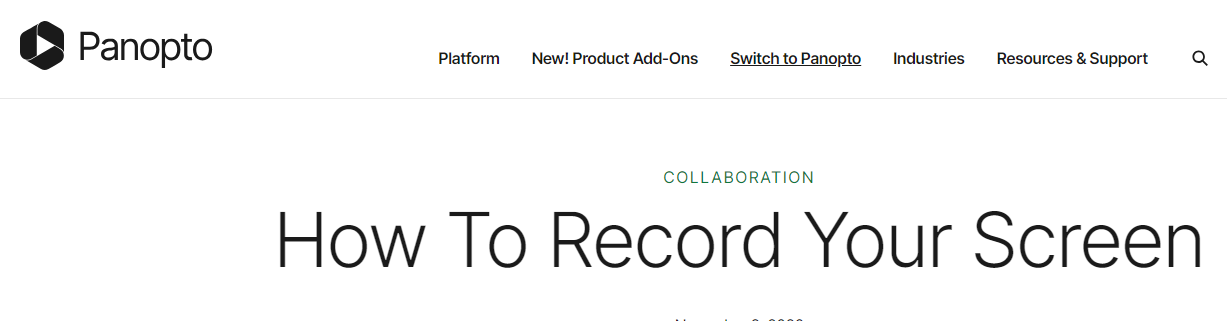 Panopto
Platform New! Product Add-Ons Switch to Panopto Industries Resources & Support
COLLABORATION
How To Record Your Screen